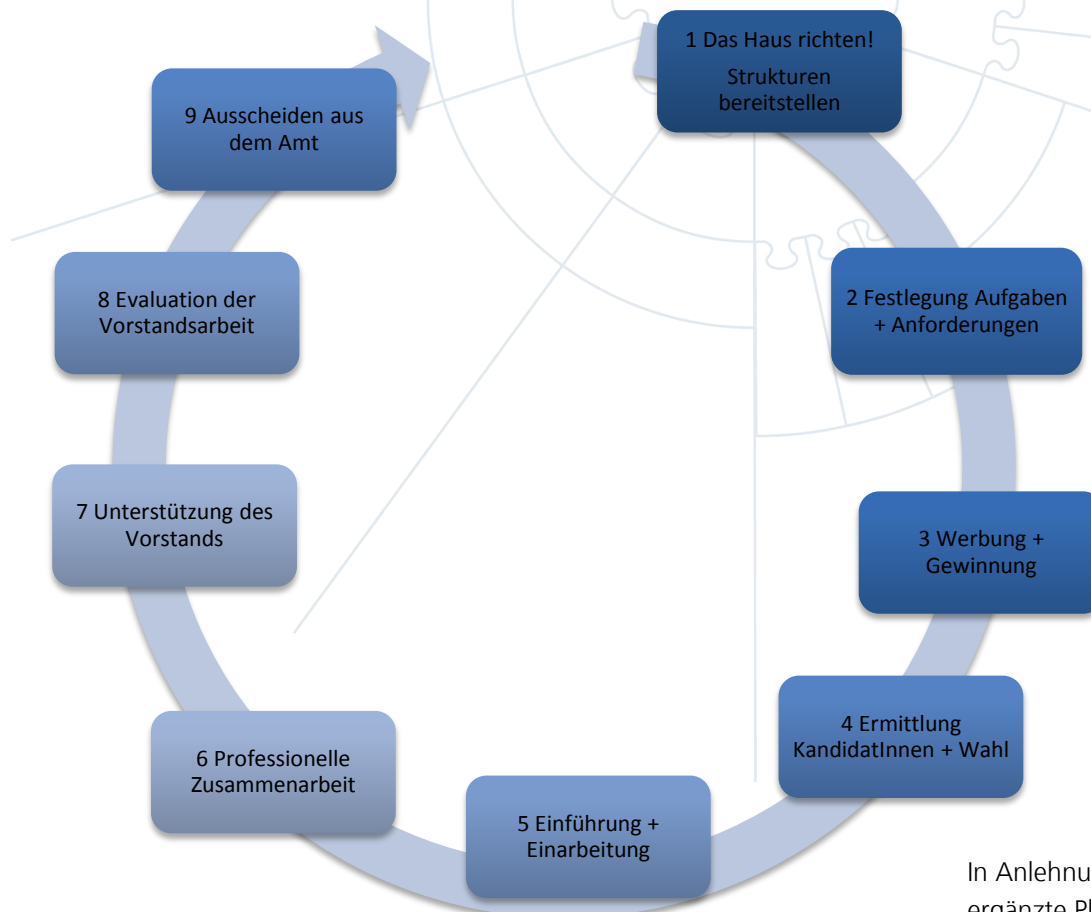 1 Das Haus richten!
Strukturen
bereitstellen
2 Festlegung Aufgaben
+ Anforderungen
3 Werbung +
Gewinnung
4 Ermittlung
KandidatInnen + Wahl
5 Einführung +
Einarbeitung
6 Professionelle
Zusammenarbeit
7 Unterstützung des
Vorstands
8 Evaluation der
Vorstandsarbeit
9 Ausscheiden aus
dem Amt
In
ergänzte